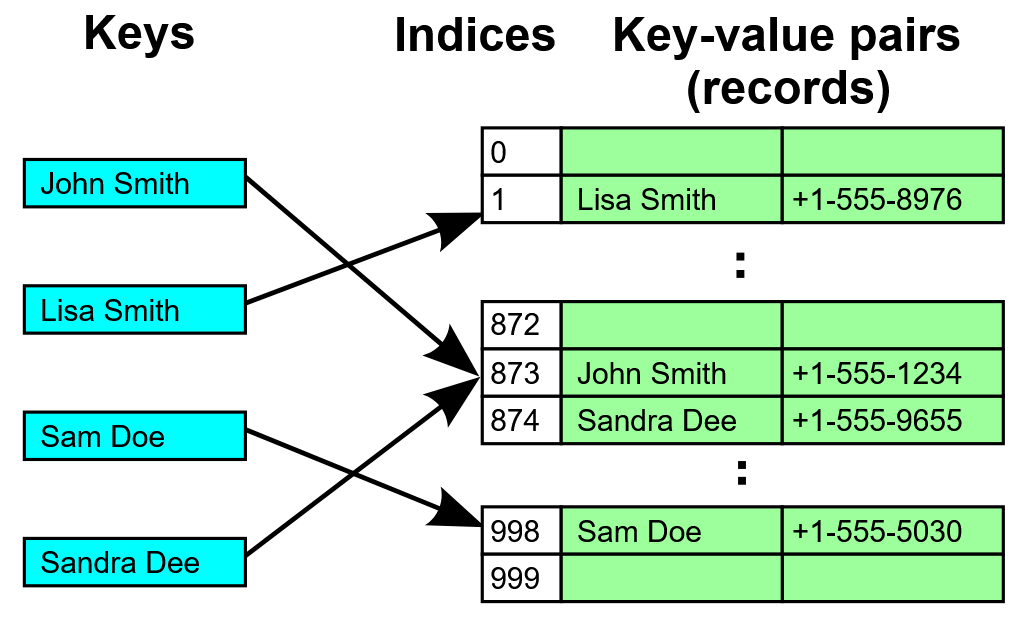 Keys
Indices
Key-value pairs
(records)
John Smith
Lisa Smith
Sam Doe
Sandra Dee
0
1 Lisa Smith +1-555-8976
:
872
873 John Smith +1-555-1234
874 Sandra Dee +1-555-9655
:
998 Sam Doe +1-555-5030
999